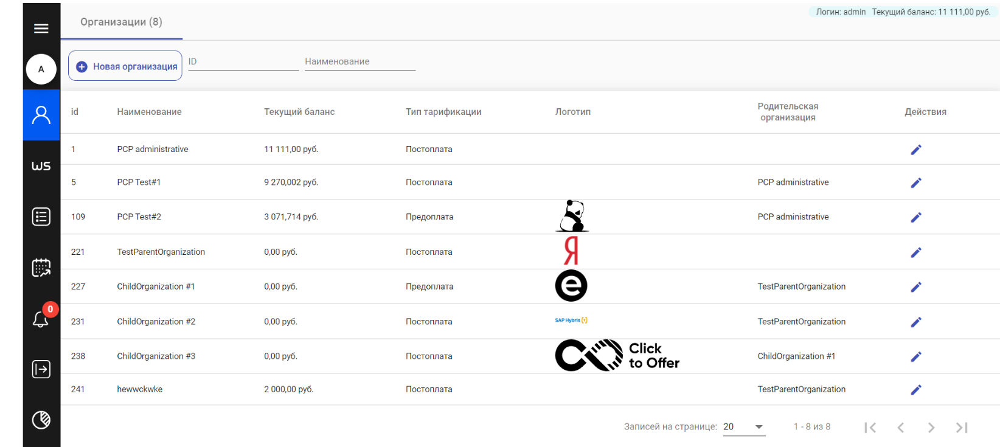 Логин: admin Текущий баланс: 11 111,00 руб.
Организации (8)
A
Новая организация ID Наименование
id Наименование Текущий баланс Тип тарификации Логотип Родительская организация Действия
1 PCP administrative 11 111,00 руб. Постоплата
WS
5 PCP Test#1 9 270,002 руб. Постоплата PCP administrative
109 PCP Test#2 3 071,714 руб. Предоплата PCP administrative
221 TestParentOrganization 0,00 руб. Постоплата Я
227 ChildOrganization #1 0,00 руб. Предоплата e TestParentOrganization
0
231 ChildOrganization #2 0,00 руб. Постоплата SAP Hybris (Y) TestParentOrganization
238 ChildOrganization #3 0,00 руб. Постоплата Click to Offer ChildOrganization #1
241 hewwckwke 2 000,00 руб. Постоплата TestParentOrganization
Записей на странице: 20 1 - 8 из 8